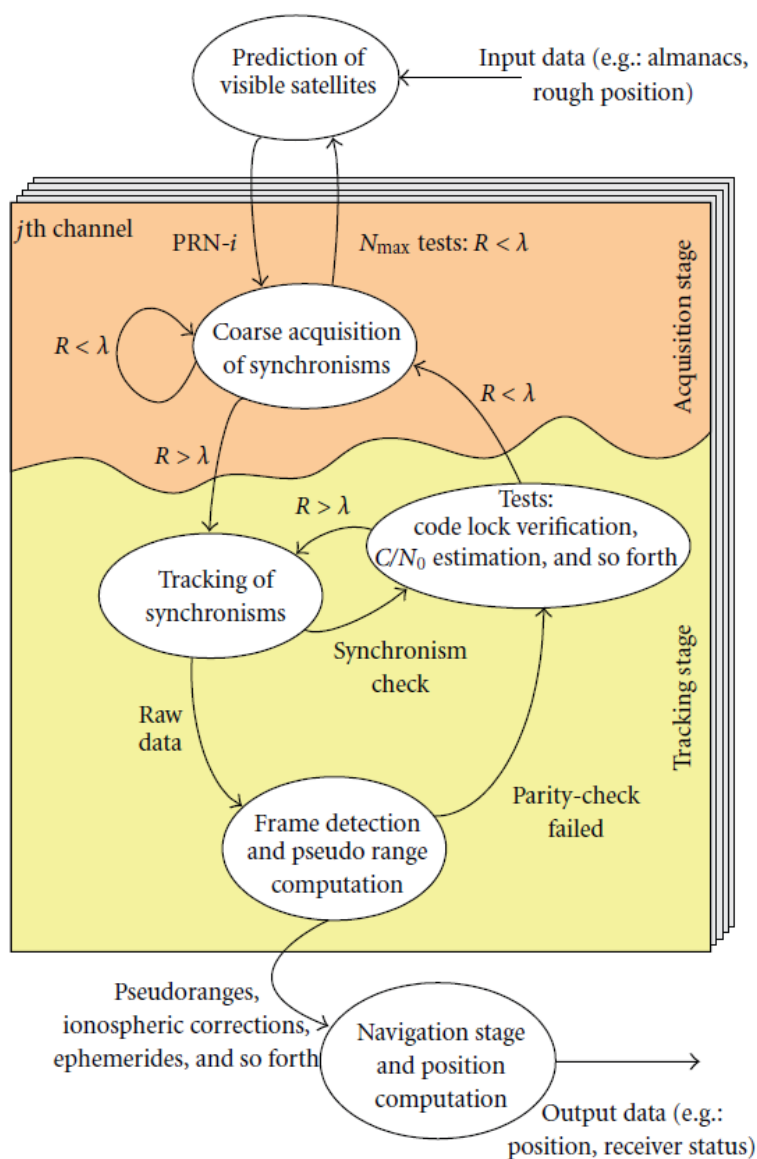 Prediction of
visible satellites
Input data (e.g.: almanacs,
rough position)
jth channel
PRN-i
N_max tests: R < λ
Acquisition stage
Coarse acquisition
of synchronisms
R < λ
R < λ
R > λ
Tests:
code lock verification,
C/N_0 estimation, and so forth
R > λ
Tracking of
synchronisms
Synchronism
check
Tracking stage
Raw
data
Parity-check
failed
Frame detection
and pseudo range
computation
Pseudoranges,
ionospheric corrections,
ephemerides, and so forth
Navigation stage
and position
computation
Output data (e.g.:
position, receiver status)